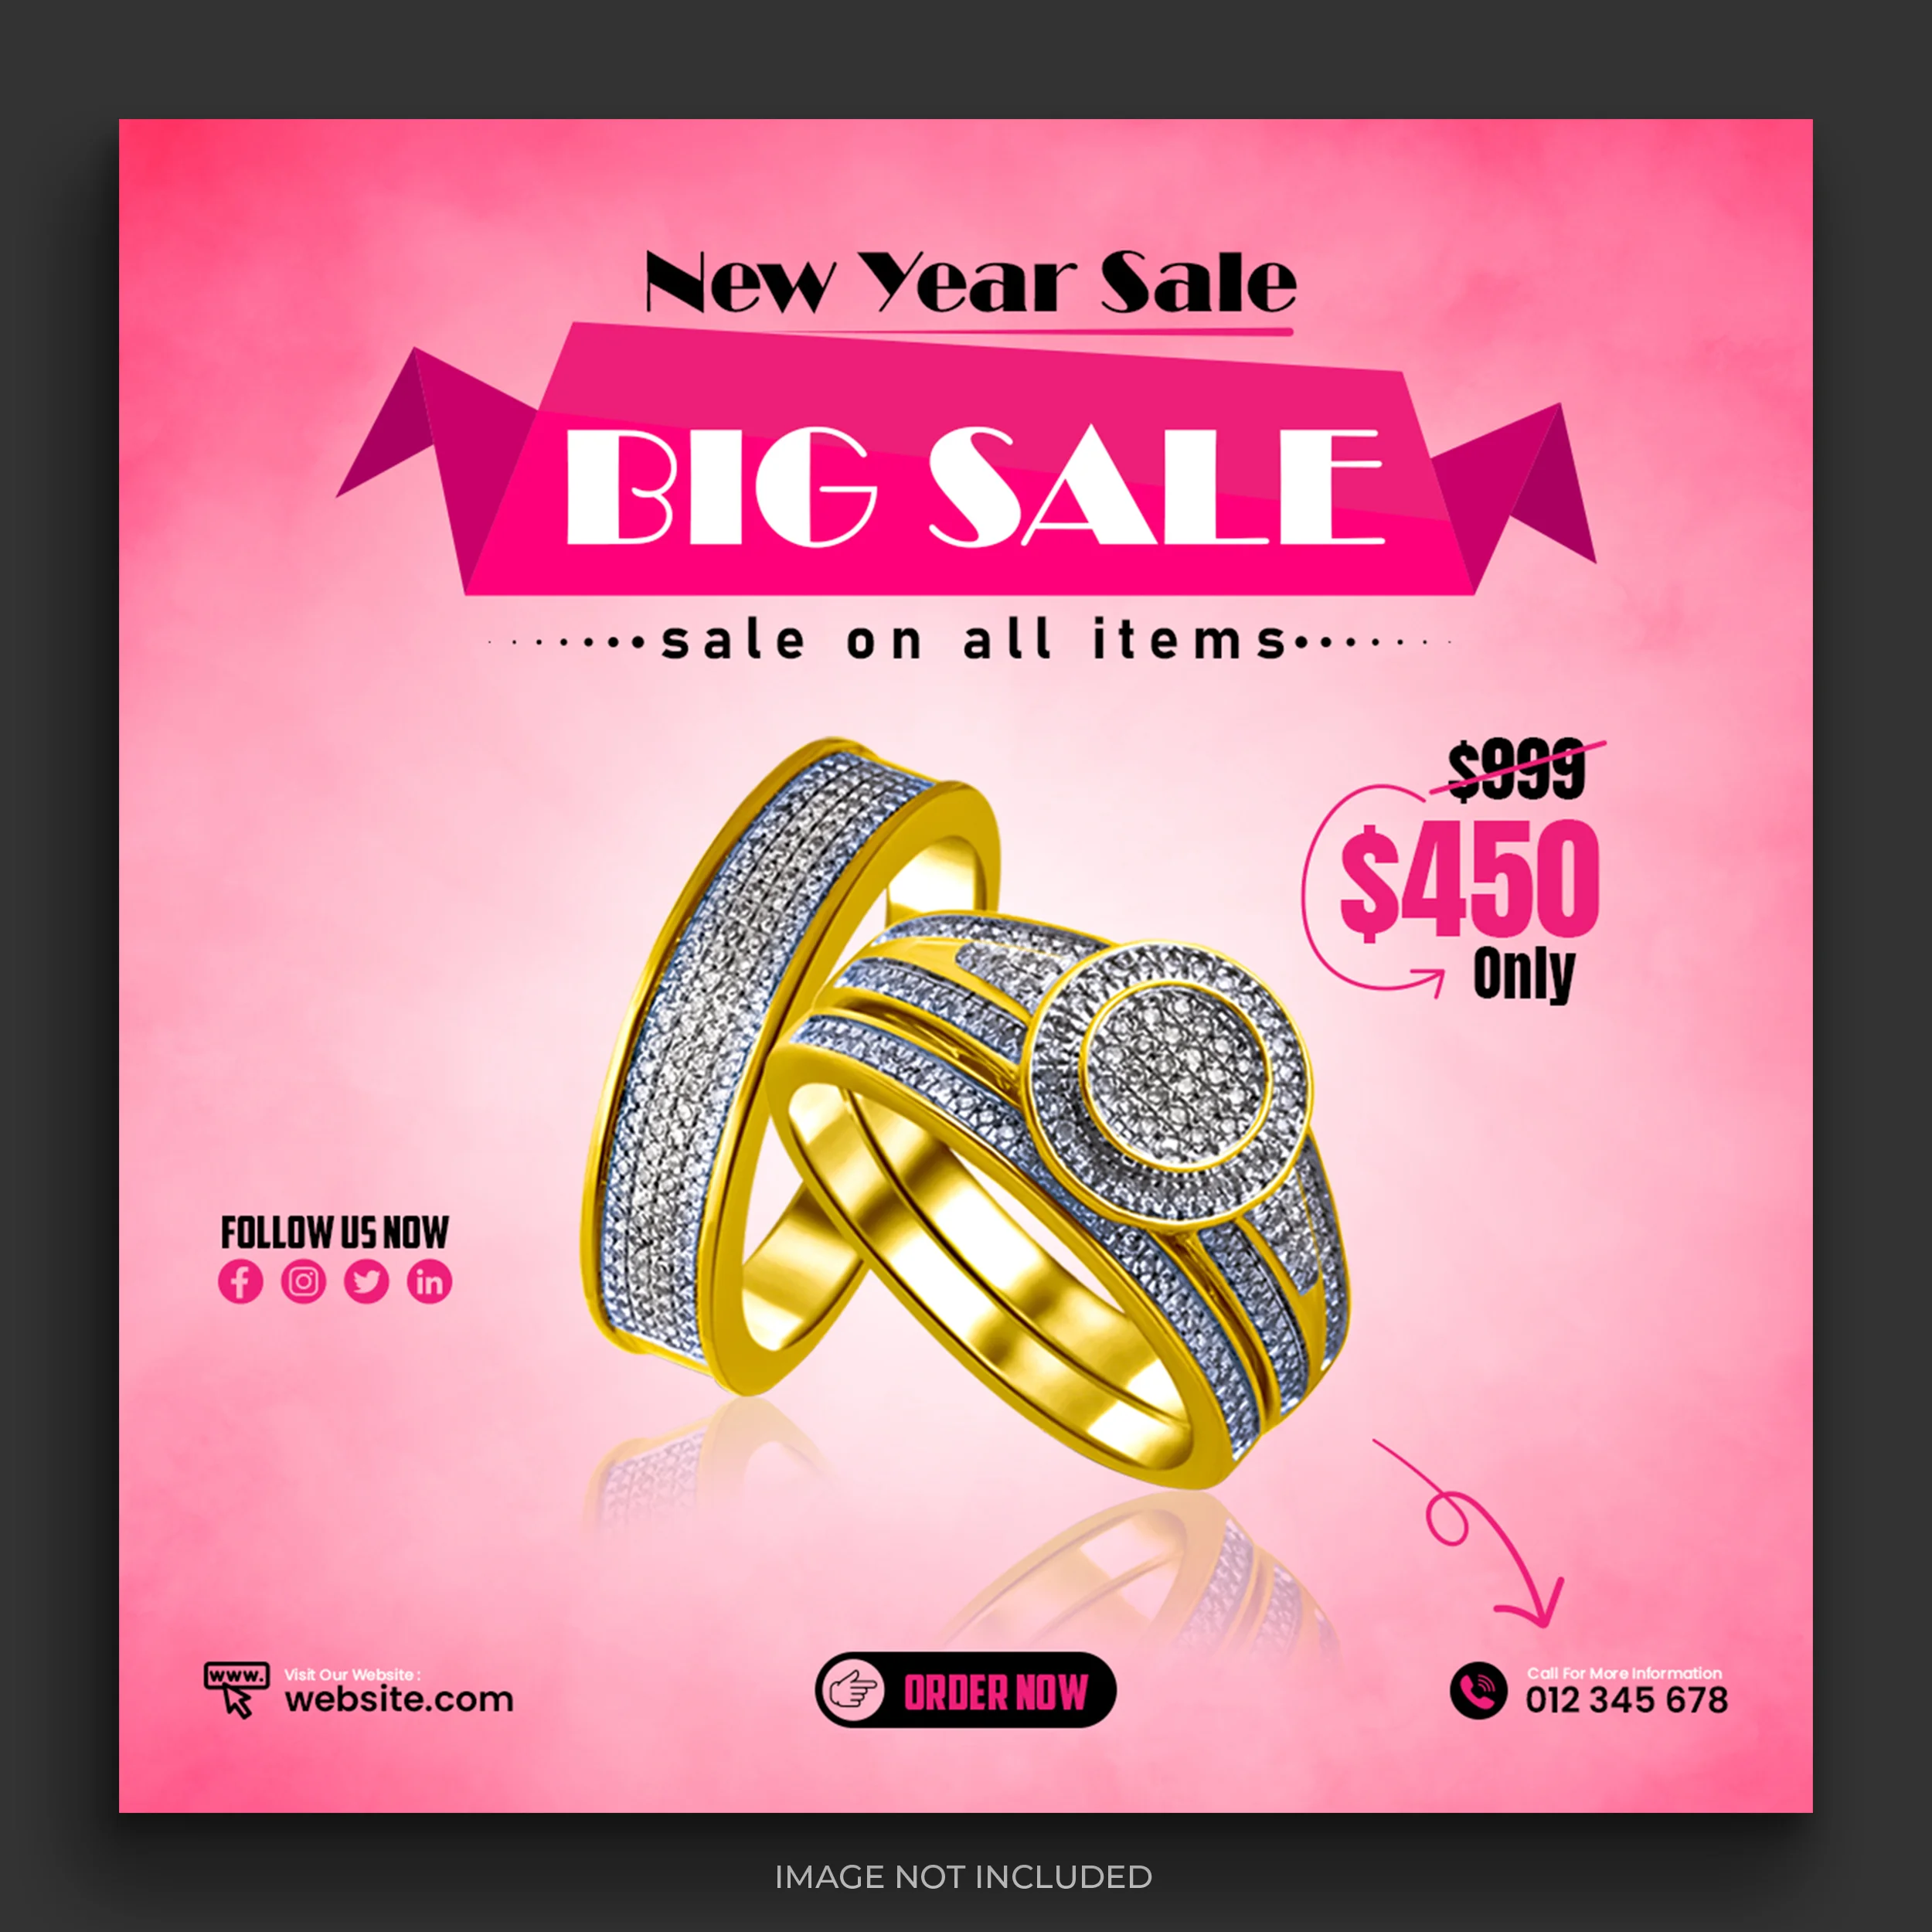 New Year Sale
BIG SALE
sale on all items
$999
$450
Only
FOLLOW US NOW
www.
Visit Our Website :
website.com
ORDER NOW
Call For More Information
012 345 678
IMAGE NOT INCLUDED